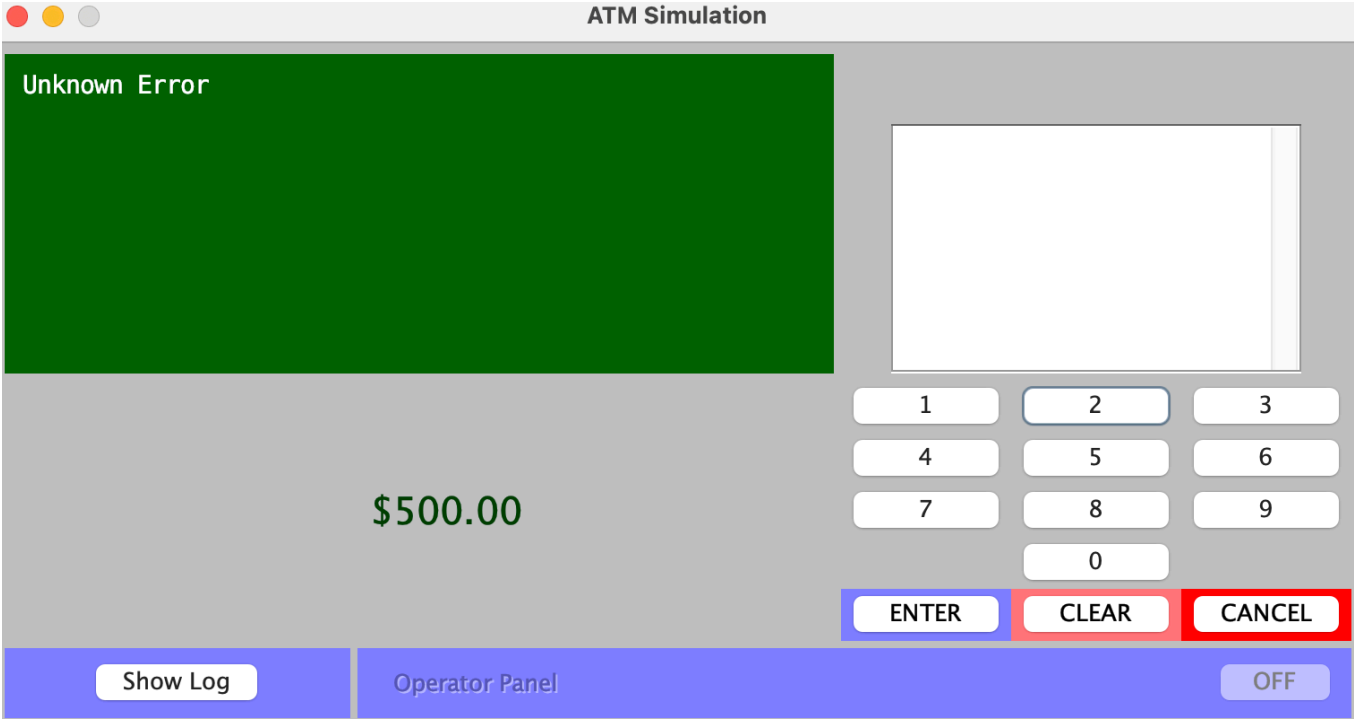 ATM Simulation
Unknown Error
$500.00
1 2 3
4 5 6
7 8 9
0
ENTER CLEAR CANCEL
Show Log
Operator Panel OFF